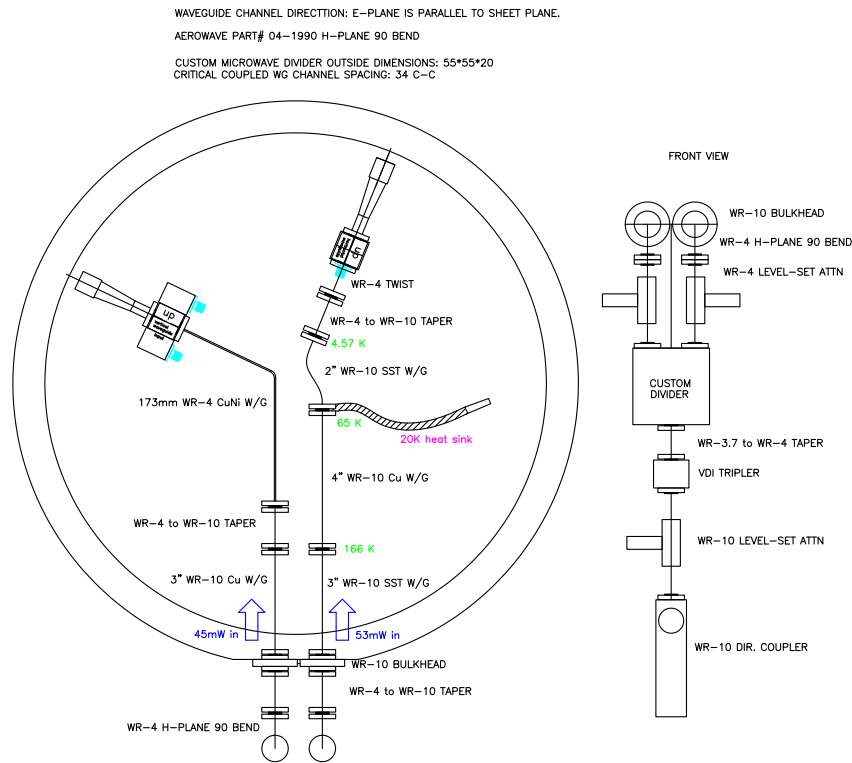 WAVEGUIDE CHANNEL DIRECTTION: E-PLANE IS PARALLEL TO SHEET PLANE.
AEROWAVE PART# 04-1990 H-PLANE 90 BEND
CUSTOM MICROWAVE DIVIDER OUTSIDE DIMENSIONS: 55*55*20
CRITICAL COUPLED WG CHANNEL SPACING: 34 C-C
FRONT VIEW
WR-10 BULKHEAD
WR-4 H-PLANE 90 BEND
WR-4 LEVEL-SET ATTN
up
WR-4 TWIST
up
vertical
waveguide
input
WR-4 to WR-10 TAPER
4.57 K
2" WR-10 SST W/G
CUSTOM
DIVIDER
173mm WR-4 CuNi W/G
65 K
20K heat sink
WR-3.7 to WR-4 TAPER
VDI TRIPLER
4" WR-10 Cu W/G
WR-4 to WR-10 TAPER
166 K
WR-10 LEVEL-SET ATTN
3" WR-10 Cu W/G
3" WR-10 SST W/G
45mW in
53mW in
WR-10 DIR. COUPLER
WR-10 BULKHEAD
WR-4 to WR-10 TAPER
WR-4 H-PLANE 90 BEND